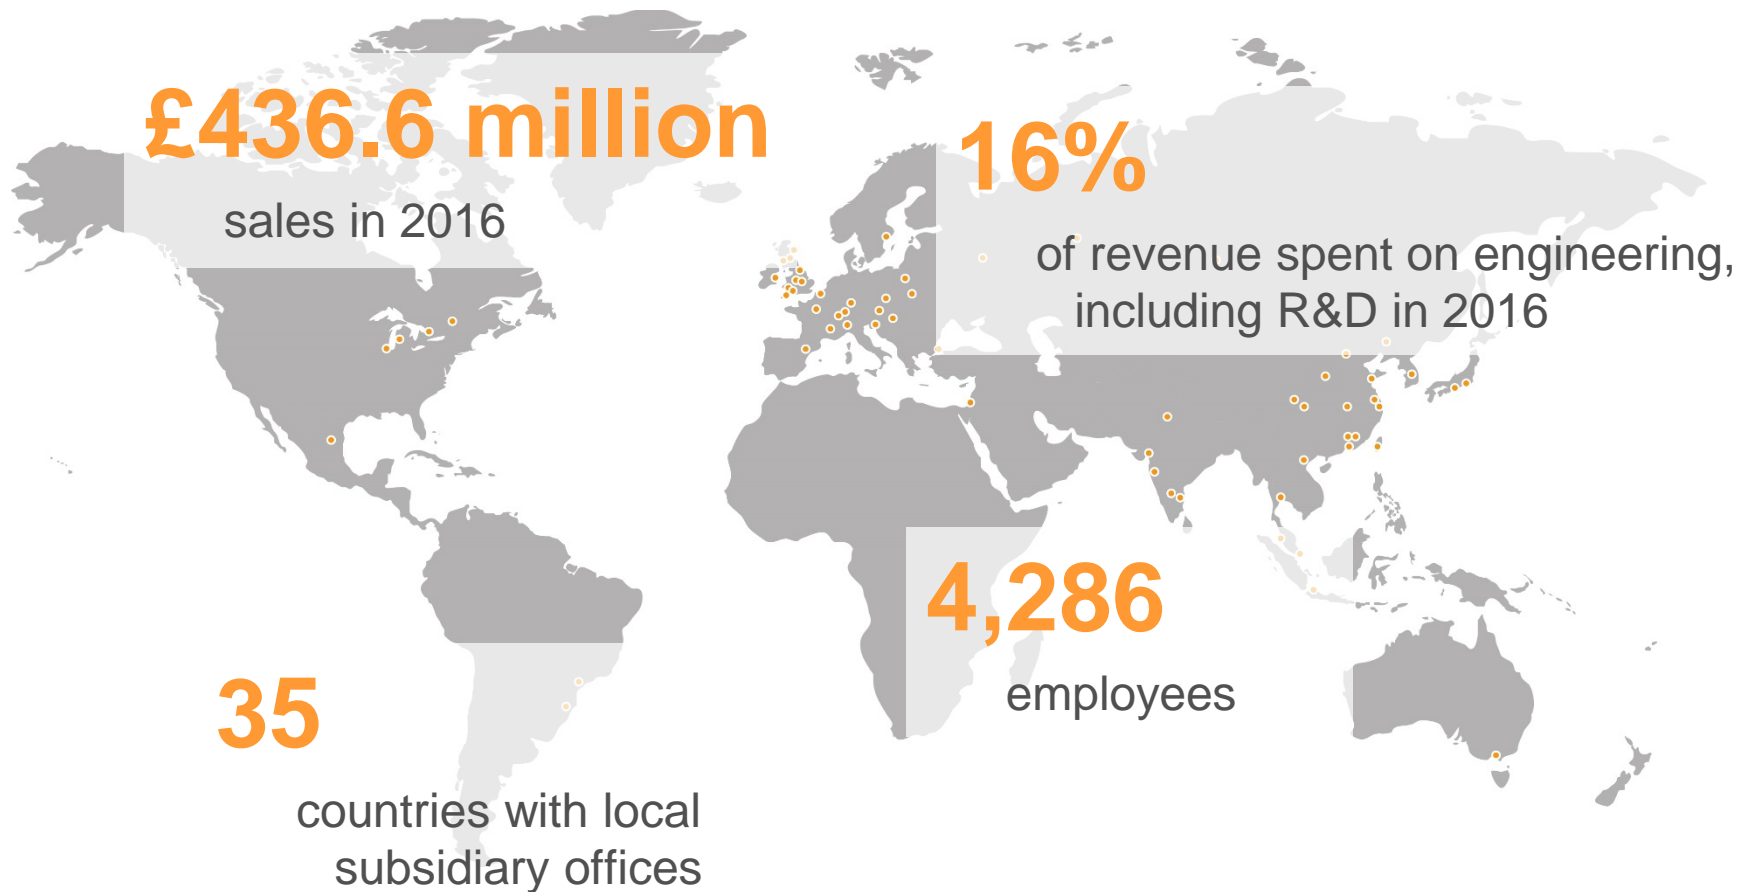 £436.6 million
sales in 2016
16%
of revenue spent on engineering,
including R&D in 2016
4,286
employees
35
countries with local
subsidiary offices